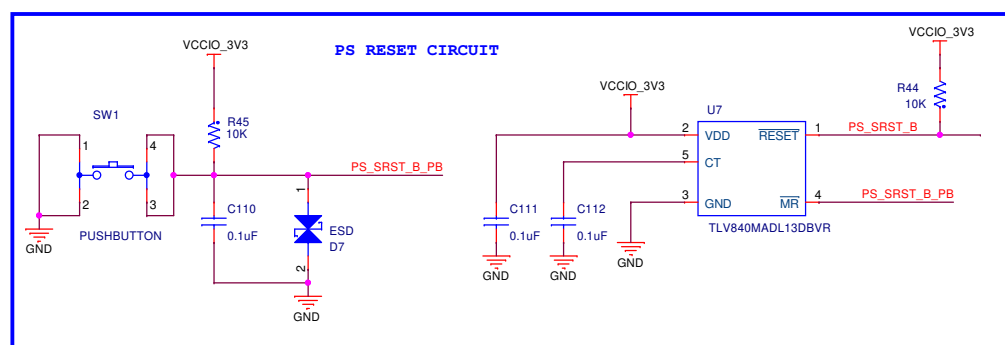 PS RESET CIRCUIT
VCCIO_3V3
SW1
R45
10K
1
4
2
3
PUSHBUTTON
GND
PS_SRST_B_PB
C110
0.1uF
1
ESD
D7
2
GND
VCCIO_3V3
U7
2
VDD
RESET
1
PS_SRST_B
5
CT
3
GND
MR
4
PS_SRST_B_PB
TLV840MADL13DBVR
VCCIO_3V3
R44
10K
C111
0.1uF
C112
0.1uF
GND
GND
GND